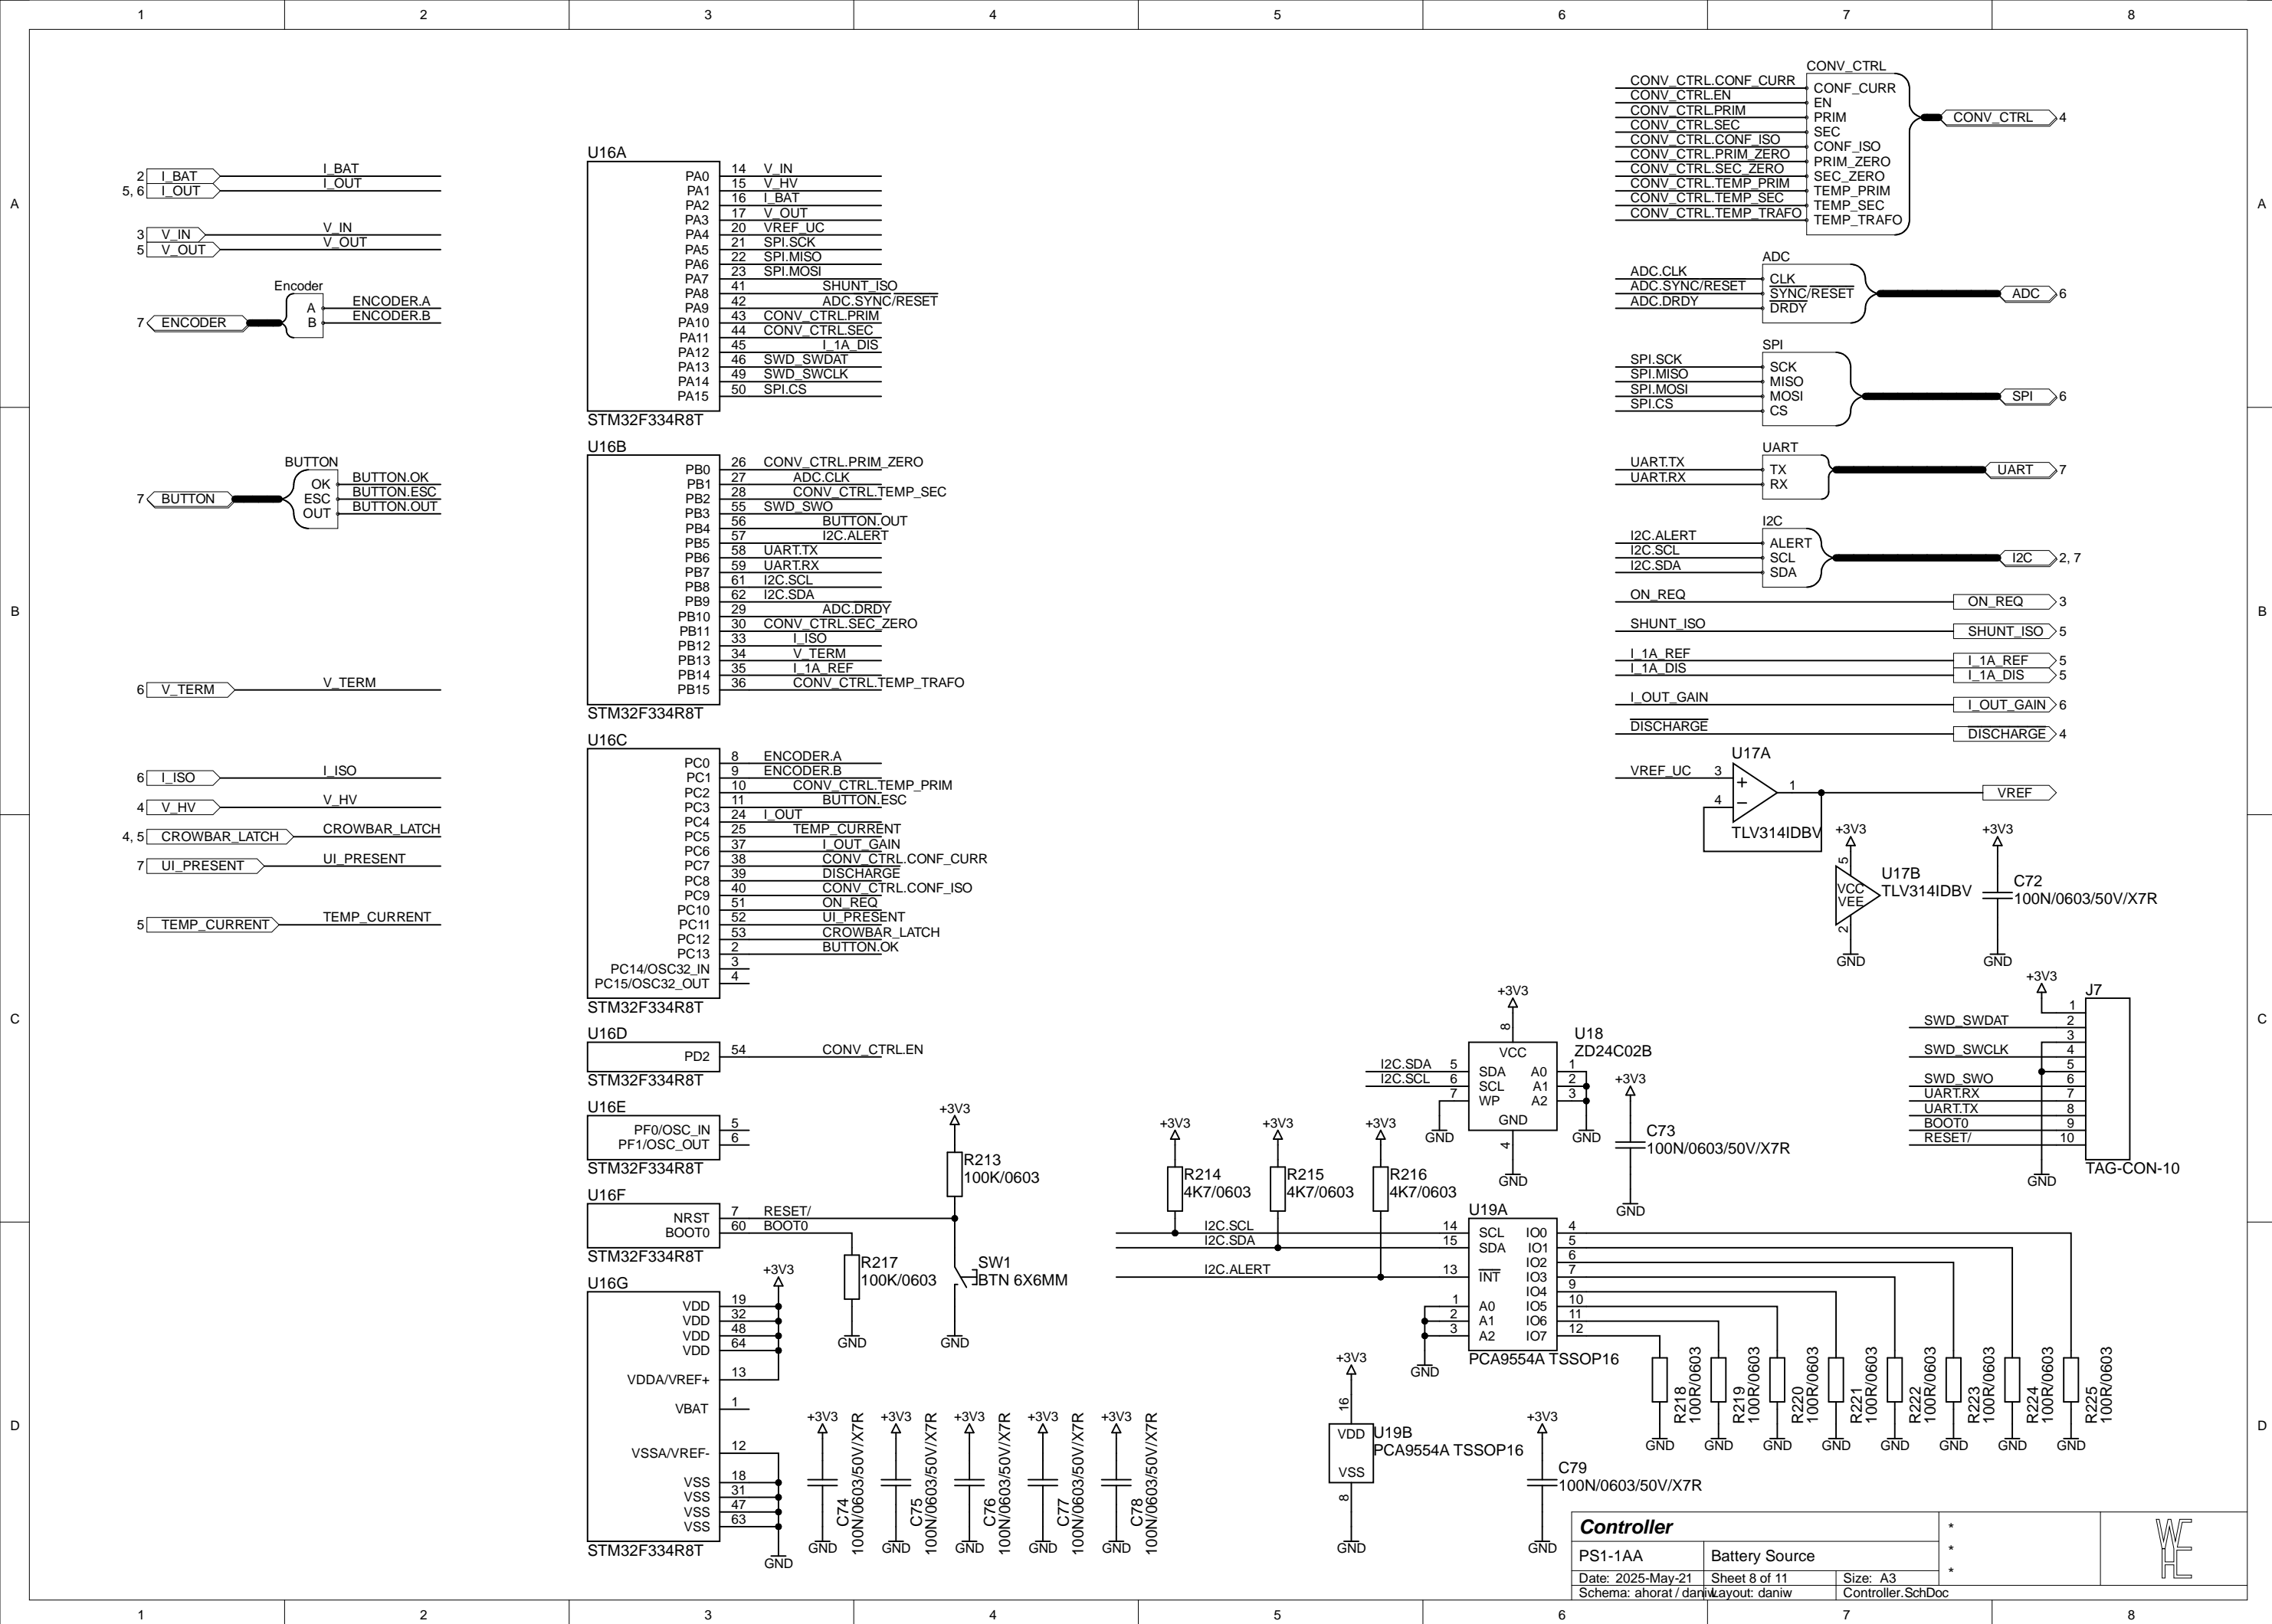 1 2 3 4 5 6 7 8
A
B
C
D
2 I_BAT I_BAT
5, 6 I_OUT I_OUT
3 V_IN V_IN
5 V_OUT V_OUT
Encoder
7 ENCODER
A ENCODER.A
B ENCODER.B
BUTTON
7 BUTTON
OK BUTTON.OK
ESC BUTTON.ESC
OUT BUTTON.OUT
6 V_TERM V_TERM
6 I_ISO I_ISO
4 V_HV V_HV
4, 5 CROWBAR_LATCH CROWBAR_LATCH
7 UI_PRESENT UI_PRESENT
5 TEMP_CURRENT TEMP_CURRENT
U16A
PA0 14 V_IN
PA1 15 V_HV
PA2 16 I_BAT
PA3 17 V_OUT
PA4 20 VREF_UC
PA5 21 SPI.SCK
PA6 22 SPI.MISO
PA7 23 SPI.MOSI
PA8 41 SHUNT_ISO
PA9 42 ADC.SYNC/RESET
PA10 43 CONV_CTRL.PRIM
PA11 44 CONV_CTRL.SEC
PA12 45 I_1A_DIS
PA13 46 SWD_SWDAT
PA14 49 SWD_SWCLK
PA15 50 SPI.CS
STM32F334R8T
U16B
PB0 26 CONV_CTRL.PRIM_ZERO
PB1 27 ADC.CLK
PB2 28 CONV_CTRL.TEMP_SEC
PB3 55 SWD_SWO
PB4 56 BUTTON.OUT
PB5 57 I2C.ALERT
PB6 58 UART.TX
PB7 59 UART.RX
PB8 61 I2C.SCL
PB9 62 I2C.SDA
PB10 29 ADC.DRDY
PB11 30 CONV_CTRL.SEC_ZERO
PB12 33 I_ISO
PB13 34 V_TERM
PB14 35 I_1A_REF
PB15 36 CONV_CTRL.TEMP_TRAFO
STM32F334R8T
U16C
PC0 8 ENCODER.A
PC1 9 ENCODER.B
PC2 10 CONV_CTRL.TEMP_PRIM
PC3 11 BUTTON.ESC
PC4 24 I_OUT
PC5 25 TEMP_CURRENT
PC6 37 I_OUT_GAIN
PC7 38 CONV_CTRL.CONF_CURR
PC8 39 DISCHARGE
PC9 40 CONV_CTRL.CONF_ISO
PC10 51 ON_REQ
PC11 52 UI_PRESENT
PC12 53 CROWBAR_LATCH
PC13 2 BUTTON.OK
PC14/OSC32_IN 3
PC15/OSC32_OUT 4
STM32F334R8T
U16D
PD2 54 CONV_CTRL.EN
STM32F334R8T
U16E
PF0/OSC_IN 5
PF1/OSC_OUT 6
STM32F334R8T
U16F
NRST 7 RESET/
BOOT0 60 BOOT0
STM32F334R8T
+3V3
R213
100K/0603
R217
100K/0603
GND
SW1
BTN 6X6MM
GND
U16G
+3V3
VDD 19
VDD 32
VDD 48
VDD 64
VDDA/VREF+ 13
VBAT 1
VSSA/VREF- 12
VSS 18
VSS 31
VSS 47
VSS 63
GND
STM32F334R8T
+3V3 C74 100N/0603/50V/X7R GND
+3V3 C75 100N/0603/50V/X7R GND
+3V3 C76 100N/0603/50V/X7R GND
+3V3 C77 100N/0603/50V/X7R GND
+3V3 C78 100N/0603/50V/X7R GND
CONV_CTRL
CONV_CTRL.CONF_CURR CONF_CURR
CONV_CTRL.EN EN
CONV_CTRL.PRIM PRIM
CONV_CTRL.SEC SEC
CONV_CTRL.CONF_ISO CONF_ISO
CONV_CTRL.PRIM_ZERO PRIM_ZERO
CONV_CTRL.SEC_ZERO SEC_ZERO
CONV_CTRL.TEMP_PRIM TEMP_PRIM
CONV_CTRL.TEMP_SEC TEMP_SEC
CONV_CTRL.TEMP_TRAFO TEMP_TRAFO
CONV_CTRL 4
ADC
ADC.CLK CLK
ADC.SYNC/RESET SYNC/RESET
ADC.DRDY DRDY
ADC 6
SPI
SPI.SCK SCK
SPI.MISO MISO
SPI.MOSI MOSI
SPI.CS CS
SPI 6
UART
UART.TX TX
UART.RX RX
UART 7
I2C
I2C.ALERT ALERT
I2C.SCL SCL
I2C.SDA SDA
I2C 2, 7
ON_REQ ON_REQ 3
SHUNT_ISO SHUNT_ISO 5
I_1A_REF I_1A_REF 5
I_1A_DIS I_1A_DIS 5
I_OUT_GAIN I_OUT_GAIN 6
DISCHARGE DISCHARGE 4
U17A
VREF_UC 3 + 1 VREF
4 −
TLV314IDBV
+3V3
5
VCC
VEE
2
U17B
TLV314IDBV
GND
+3V3
C72
100N/0603/50V/X7R
GND
+3V3
J7
1
SWD_SWDAT 2
3
SWD_SWCLK 4
5
SWD_SWO 6
UART.RX 7
UART.TX 8
BOOT0 9
RESET/ 10
TAG-CON-10
GND
+3V3
8
U18
ZD24C02B
VCC
I2C.SDA 5 SDA A0 1
I2C.SCL 6 SCL A1 2
7 WP A2 3
GND
4
GND GND
GND
+3V3
C73
100N/0603/50V/X7R
GND
+3V3 +3V3 +3V3
R214
4K7/0603
R215
4K7/0603
R216
4K7/0603
U19A
I2C.SCL 14 SCL IO0 4
I2C.SDA 15 SDA IO1 5
IO2 6
I2C.ALERT 13 INT IO3 7
IO4 9
1 A0 IO5 10
2 A1 IO6 11
3 A2 IO7 12
GND
PCA9554A TSSOP16
R218 100R/0603 GND
R219 100R/0603 GND
R220 100R/0603 GND
R221 100R/0603 GND
R222 100R/0603 GND
R223 100R/0603 GND
R224 100R/0603 GND
R225 100R/0603 GND
+3V3
16
VDD
VSS
8
GND
U19B
PCA9554A TSSOP16
+3V3
C79
100N/0603/50V/X7R
GND
Controller
PS1-1AA Battery Source
Date: 2025-May-21 Sheet 8 of 11 Size: A3
Schema: ahorat / daniw Layout: daniw Controller.SchDoc
*
*
*
A
B
C
D
1 2 3 4 5 6 7 8